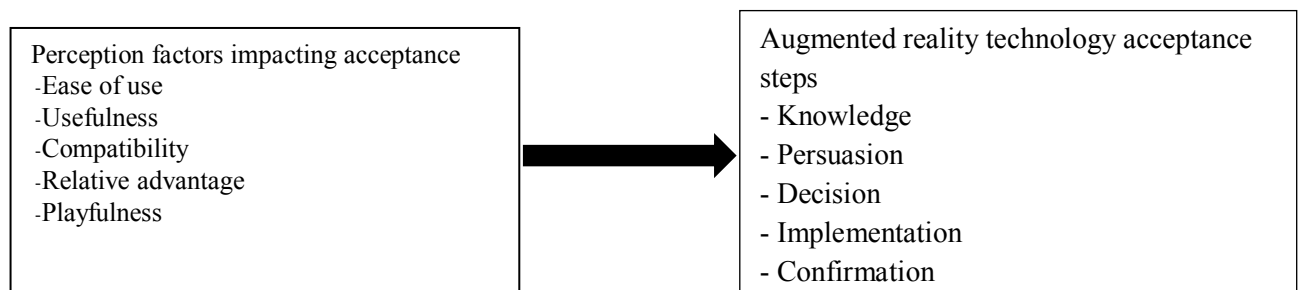 Perception factors impacting acceptance
-Ease of use
-Usefulness
-Compatibility
-Relative advantage
-Playfulness
Augmented reality technology acceptance
steps
- Knowledge
- Persuasion
- Decision
- Implementation
- Confirmation